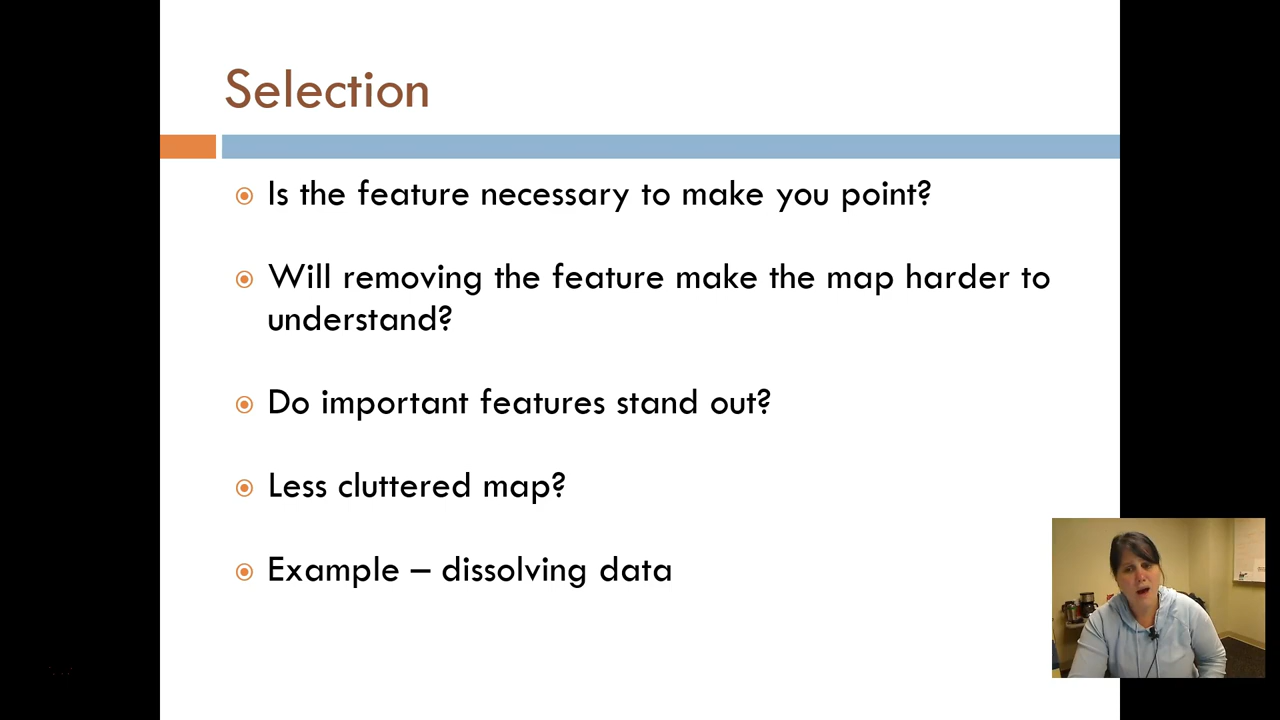 Selection
Is the feature necessary to make you point?
Will removing the feature make the map harder to
understand?
Do important features stand out?
Less cluttered map?
Example – dissolving data